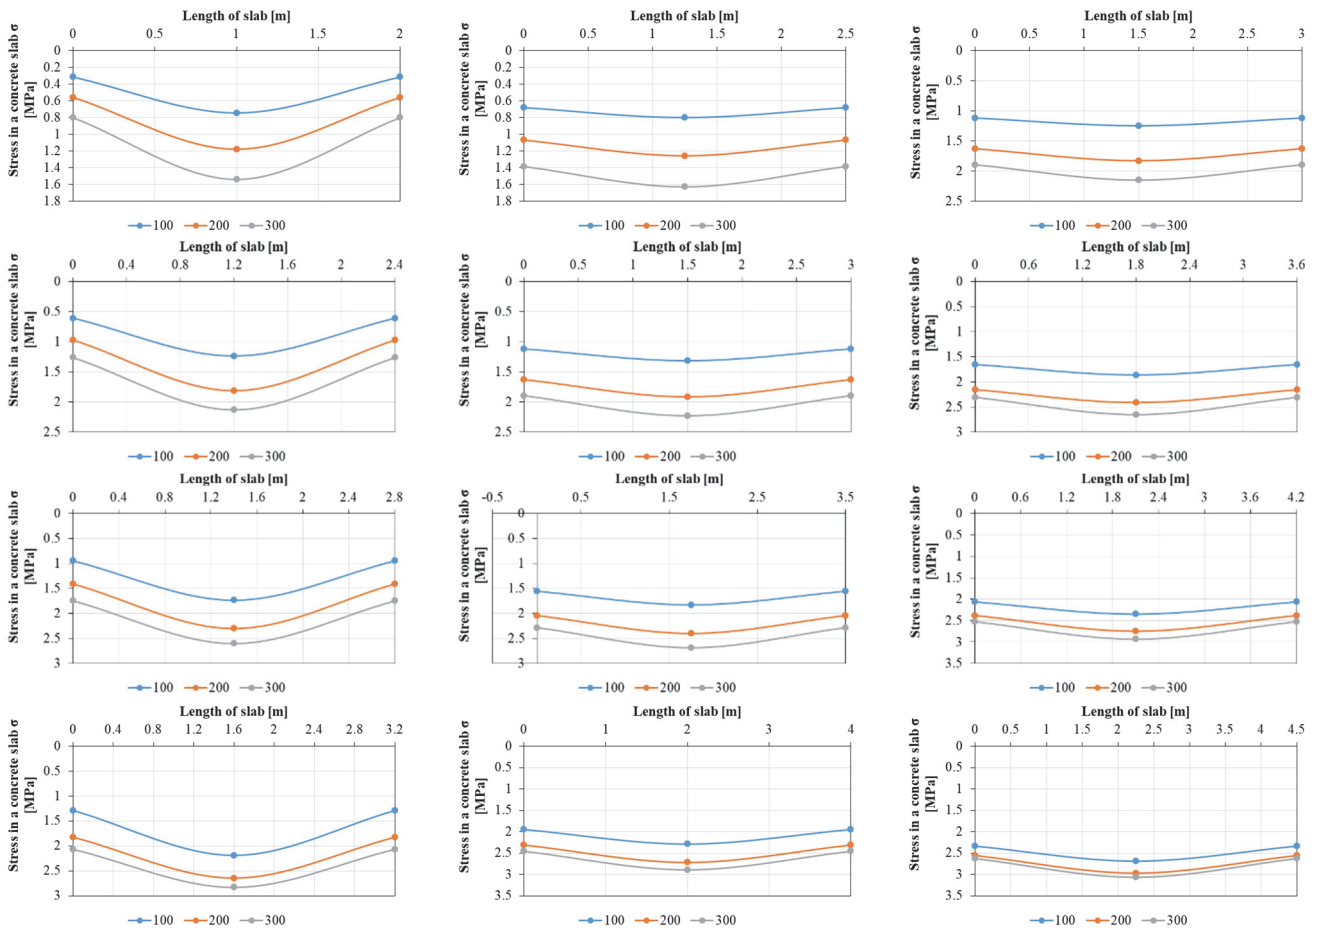 Length of slab [m]
0 0.5 1 1.5 2
Stress in a concrete slab σ
[MPa]
0
0.2
0.4
0.6
0.8
1
1.2
1.4
1.6
1.8
100 200 300
Length of slab [m]
0 0.5 1 1.5 2 2.5
Stress in a concrete slab σ
[MPa]
0
0.2
0.4
0.6
0.8
1
1.2
1.4
1.6
1.8
100 200 300
Length of slab [m]
0 0.5 1 1.5 2 2.5 3
Stress in a concrete slab σ
[MPa]
0
0.5
1
1.5
2
2.5
100 200 300
Length of slab [m]
0 0.4 0.8 1.2 1.6 2 2.4
Stress in a concrete slab σ
[MPa]
0
0.5
1
1.5
2
2.5
100 200 300
Length of slab [m]
0 0.5 1 1.5 2 2.5 3
Stress in a concrete slab σ
[MPa]
0
0.5
1
1.5
2
2.5
100 200 300
Length of slab [m]
0 0.6 1.2 1.8 2.4 3 3.6
Stress in a concrete slab σ
[MPa]
0
0.5
1
1.5
2
2.5
3
100 200 300
Length of slab [m]
0 0.4 0.8 1.2 1.6 2 2.4 2.8
Stress in a concrete slab σ
[MPa]
0
0.5
1
1.5
2
2.5
3
100 200 300
Length of slab [m]
-0.5 0.5 1.5 2.5 3.5
Stress in a concrete slab σ
[MPa]
0
0.5
1
1.5
2
2.5
3
100 200 300
Length of slab [m]
0 0.6 1.2 1.8 2.4 3 3.6 4.2
Stress in a concrete slab σ
[MPa]
0
0.5
1
1.5
2
2.5
3
3.5
100 200 300
Length of slab [m]
0 0.4 0.8 1.2 1.6 2 2.4 2.8 3.2
Stress in a concrete slab σ
[MPa]
0
0.5
1
1.5
2
2.5
3
100 200 300
Length of slab [m]
0 1 2 3 4
Stress in a concrete slab σ
[MPa]
0
0.5
1
1.5
2
2.5
3
3.5
100 200 300
Length of slab [m]
0 0.5 1 1.5 2 2.5 3 3.5 4 4.5
Stress in a concrete slab σ
[MPa]
0
0.5
1
1.5
2
2.5
3
3.5
100 200 300